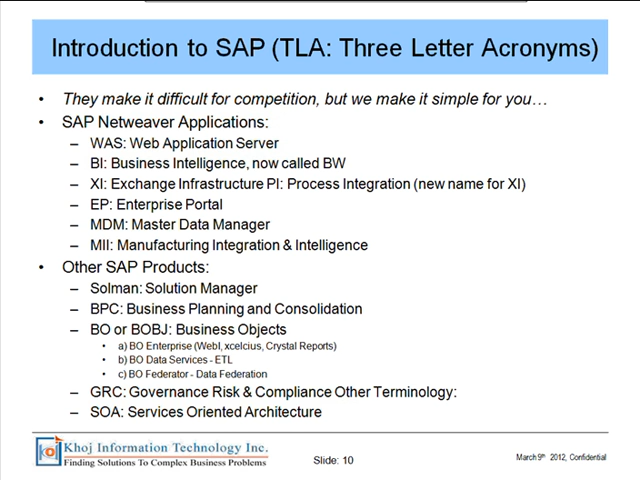 Introduction to SAP (TLA: Three Letter Acronyms)
• They make it difficult for competition, but we make it simple for you…
• SAP Netweaver Applications:
– WAS: Web Application Server
– BI: Business Intelligence, now called BW
– XI: Exchange Infrastructure PI: Process Integration (new name for XI)
– EP: Enterprise Portal
– MDM: Master Data Manager
– MII: Manufacturing Integration & Intelligence
• Other SAP Products:
– Solman: Solution Manager
– BPC: Business Planning and Consolidation
– BO or BOBJ: Business Objects
• a) BO Enterprise (WebI, xcelcius, Crystal Reports)
• b) BO Data Services - ETL
• c) BO Federator - Data Federation
– GRC: Governance Risk & Compliance Other Terminology:
– SOA: Services Oriented Architecture
Khoj Information Technology Inc.
Finding Solutions To Complex Business Problems
Slide: 10
March 9th 2012, Confidential